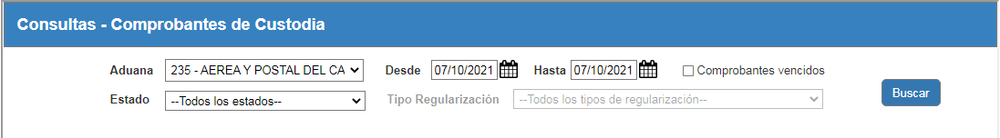 Consultas - Comprobantes de Custodia
Aduana 235 - AEREA Y POSTAL DEL CA Desde 07/10/2021 Hasta 07/10/2021 Comprobantes vencidos
Estado --Todos los estados-- Tipo Regularización --Todos los tipos de regularización-- Buscar